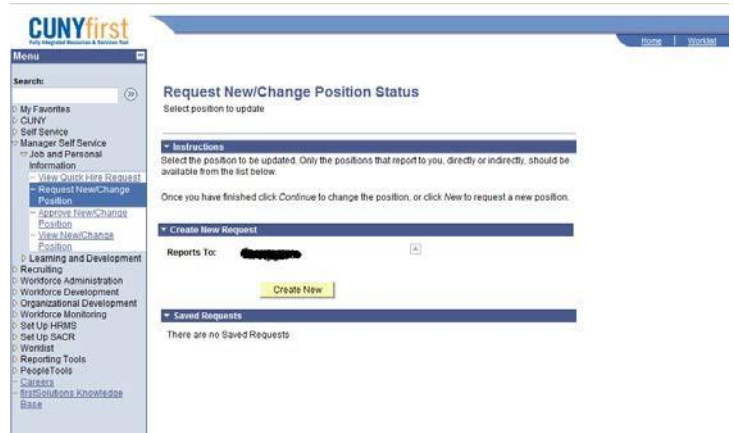 CUNYfirst
Fully Integrated Resources & Services Tool
Home | Worklist
Menu
Search:
My Favorites
CUNY
Self Service
Manager Self Service
Job and Personal
Information
View Quick Hire Request
Request New/Change
Position
Approve New/Change
Position
View New/Change
Position
Learning and Development
Recruiting
Workforce Administration
Workforce Development
Organizational Development
Workforce Monitoring
Set Up HRMS
Set Up SACR
Worklist
Reporting Tools
PeopleTools
Careers
firstSolutions Knowledge
Base
Request New/Change Position Status
Select position to update
Instructions
Select the position to be updated. Only the positions that report to you, directly or indirectly, should be
available from the list below.
Once you have finished click Continue to change the position, or click New to request a new position.
Create New Request
Reports To:
Create New
Saved Requests
There are no Saved Requests